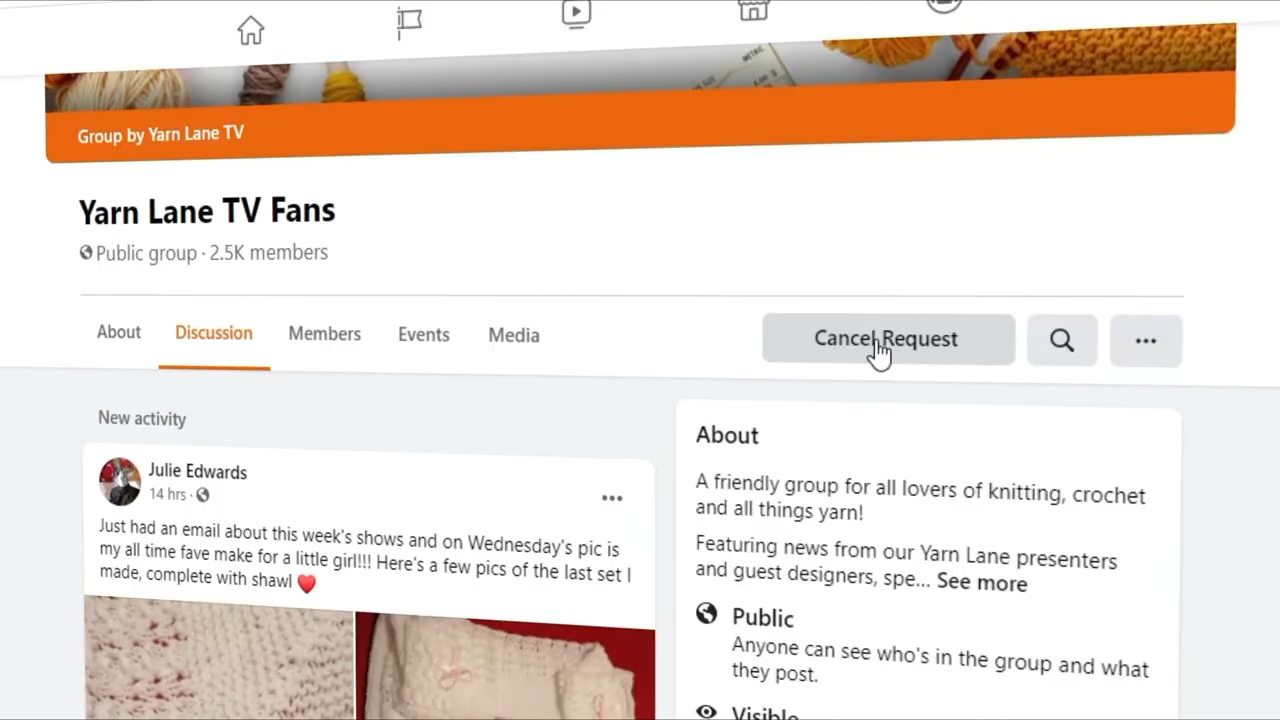 METRIC
Group by Yarn Lane TV
Yarn Lane TV Fans
Public group · 2.5K members
About
Discussion
Members
Events
Media
Cancel Request
New activity
Julie Edwards
14 hrs ·
Just had an email about this week's shows and on Wednesday's pic is
my all time fave make for a little girl!!! Here's a few pics of the last set I
made, complete with shawl ❤️
About
A friendly group for all lovers of knitting, crochet
and all things yarn!
Featuring news from our Yarn Lane presenters
and guest designers, spe... See more
Public
Anyone can see who's in the group and what
they post.
Visible